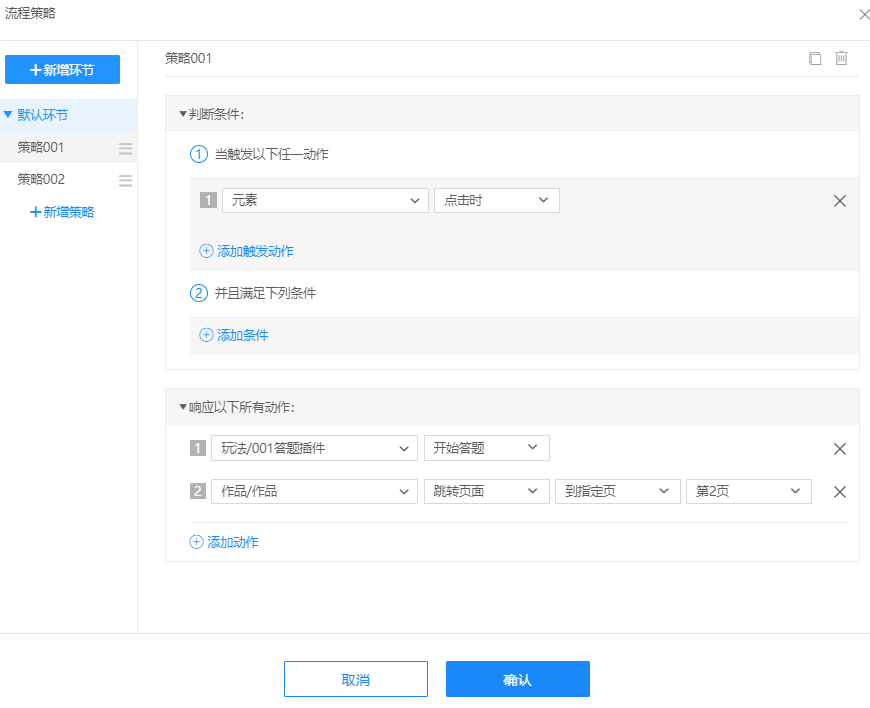 流程策略
新增环节
默认环节
策略001
策略002
新增策略
策略001
判断条件:
1 当触发以下任一动作
1 元素 点击时
添加触发动作
2 并且满足下列条件
添加条件
响应以下所有动作:
1 玩法/001答题插件 开始答题
2 作品/作品 跳转页面 到指定页 第2页
添加动作
取消 确认